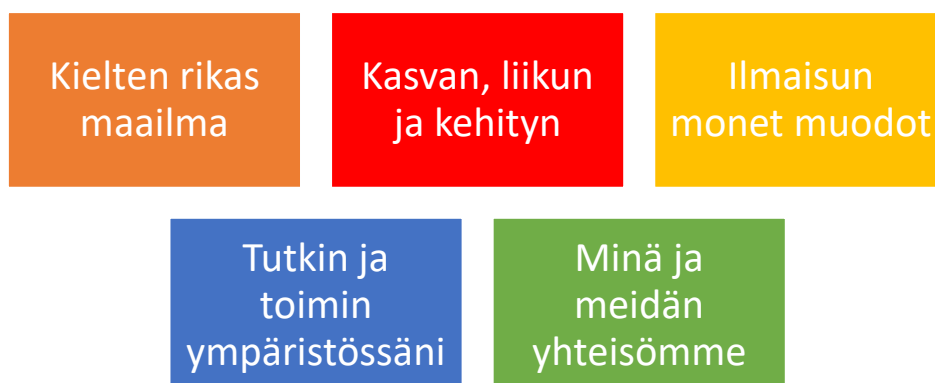 Kielten rikas
maailma
Kasvan, liikun
ja kehityn
Ilmaisun
monet muodot
Tutkin ja
toimin
ympäristössäni
Minä ja
meidän
yhteisömme